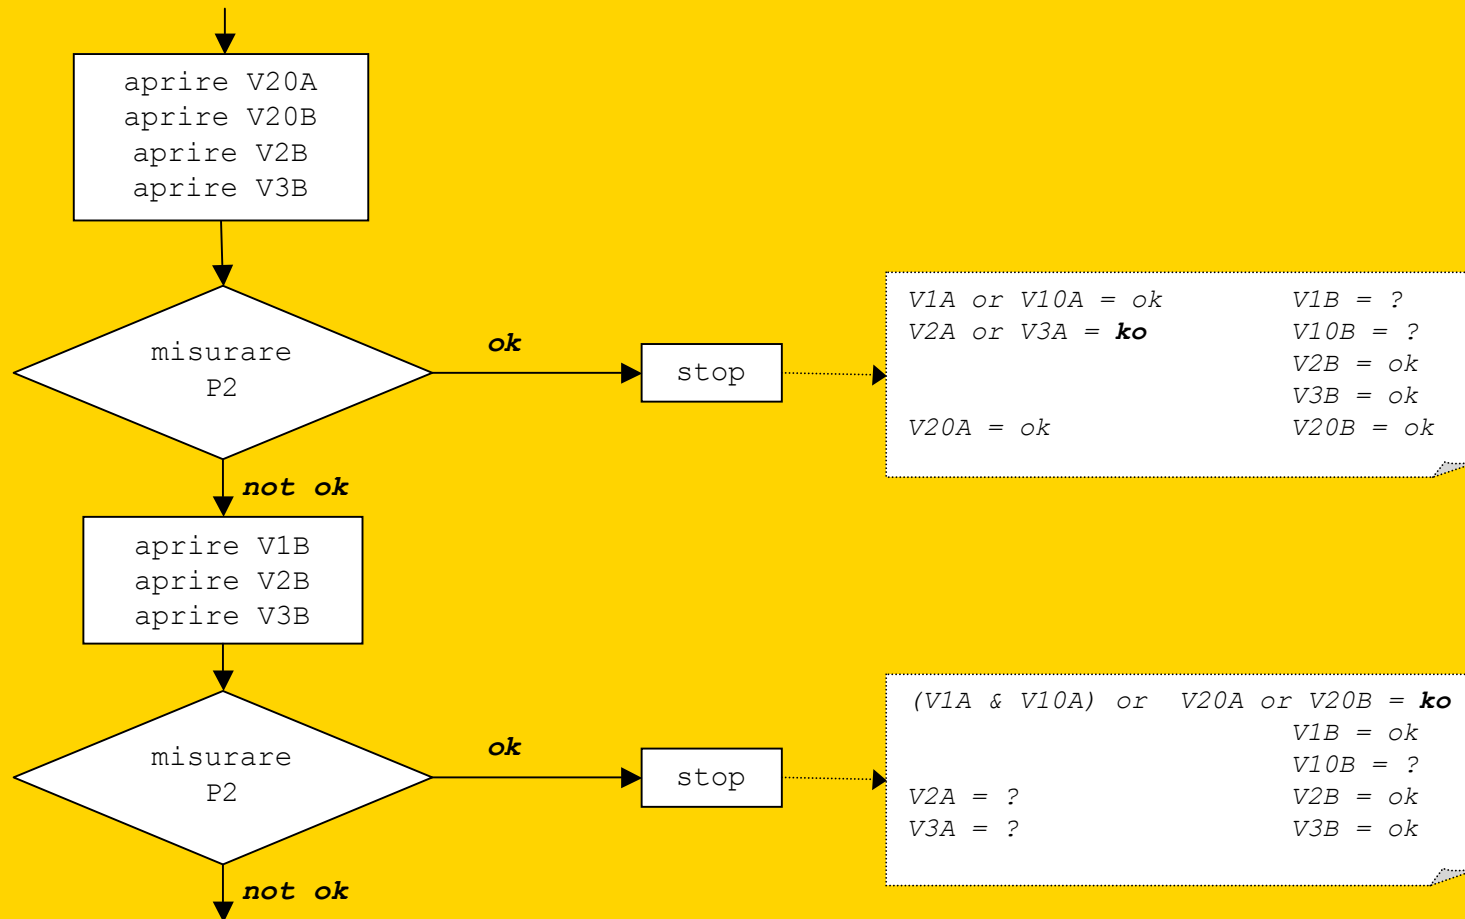 aprire V20A
aprire V20B
aprire V2B
aprire V3B
misurare
P2
ok
stop
V1A or V10A = ok V1B = ?
V2A or V3A = ko V10B = ?
V2B = ok
V3B = ok
V20A = ok V20B = ok
not ok
aprire V1B
aprire V2B
aprire V3B
misurare
P2
ok
stop
(V1A & V10A) or V20A or V20B = ko
V1B = ok
V10B = ?
V2A = ? V2B = ok
V3A = ? V3B = ok
not ok